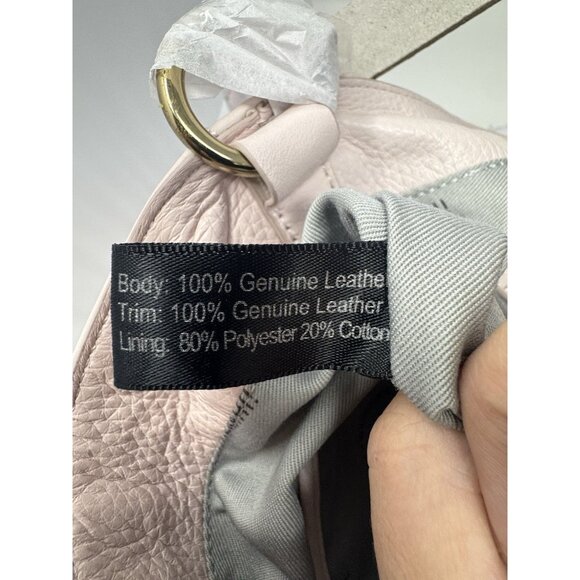 Body: 100% Genuine Leather
Trim: 100% Genuine Leather
Lining: 80% Polyester 20% Cotton